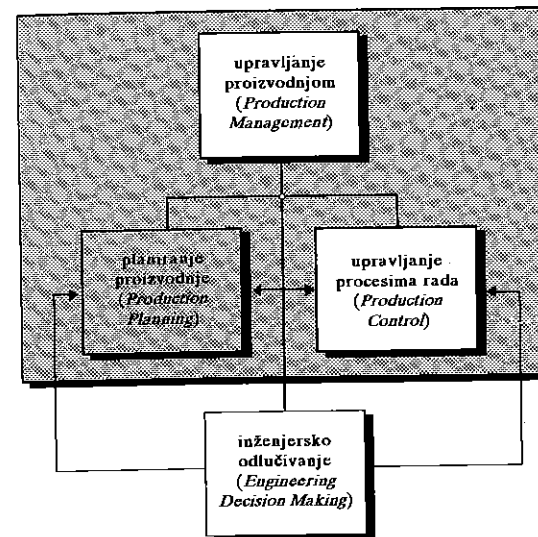 upravljanje
proizvodnjom
(Production
Management)
planiranje
proizvodnje
(Production
Planning)
upravljanje
procesima rada
(Production
Control)
inženjersko
odlučivanje
(Engineering
Decision Making)